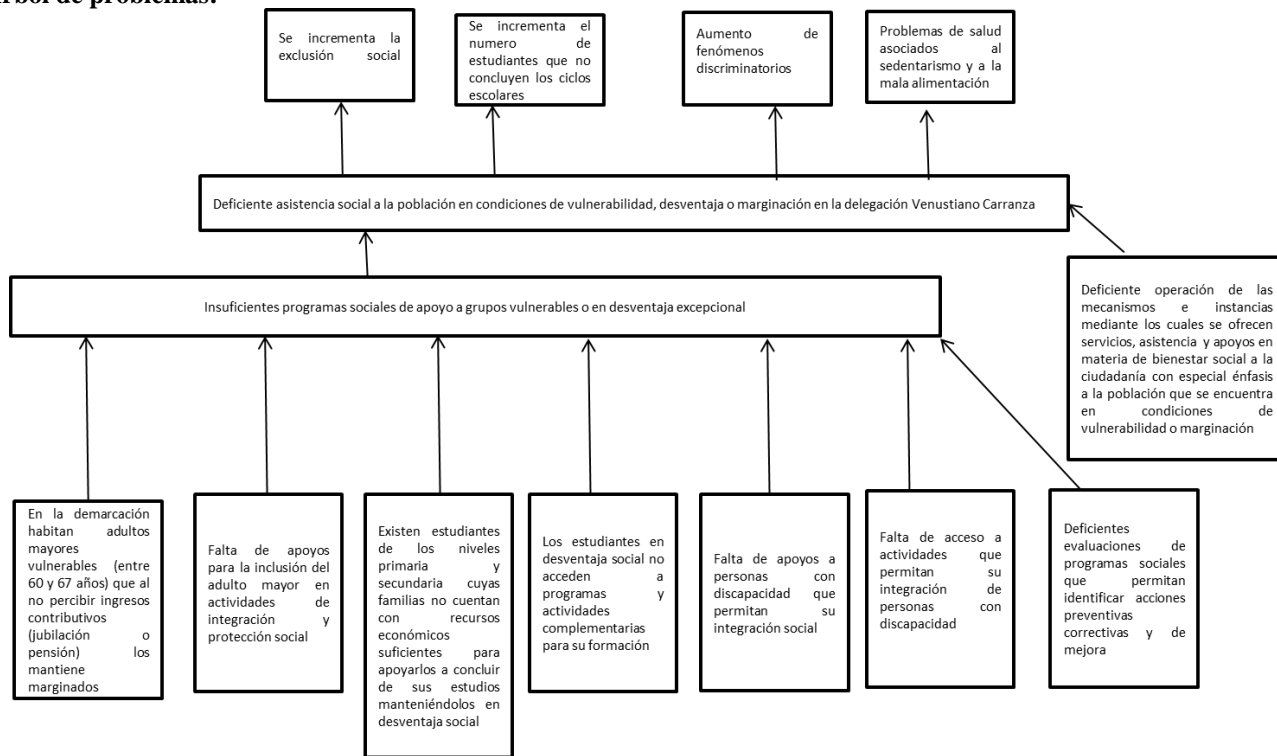 Se incrementa la
exclusión social
Se incrementa el
numero de
estudiantes que no
concluyen los ciclos
escolares
Aumento de
fenómenos
discriminatorios
Problemas de salud
asociados al
sedentarismo y a la
mala alimentación
Deficiente asistencia social a la población en condiciones de vulnerabilidad, desventaja o marginación en la delegación Venustiano Carranza
Insuficientes programas sociales de apoyo a grupos vulnerables o en desventaja excepcional
Deficiente operación de las
mecanismos e instancias
mediante los cuales se ofrecen
servicios, asistencia y apoyos en
materia de bienestar social a la
ciudadanía con especial énfasis
a la población que se encuentra
en condiciones de
vulnerabilidad o marginación
En la demarcación
habitan adultos
mayores
vulnerables (entre
60 y 67 años) que al
no percibir ingresos
contributivos
(jubilación o
pensión) los
mantiene
marginados
Falta de apoyos
para la inclusión del
adulto mayor en
actividades de
integración y
protección social
Existen estudiantes
de los niveles
primaria y
secundaria cuyas
familias no cuentan
con recursos
económicos
suficientes para
apoyarlos a concluir
de sus estudios
manteniéndolos en
desventaja social
Los estudiantes en
desventaja social no
acceden a
programas y
actividades
complementarias
para su formación
Falta de apoyos a
personas con
discapacidad que
permitan su
integración social
Falta de acceso a
actividades que
permitan su
integración de
personas con
discapacidad
Deficientes
evaluaciones de
programas sociales
que permitan
identificar acciones
preventivas
correctivas y de
mejora